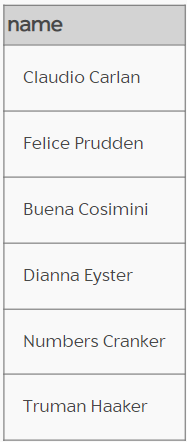 name
Claudio Carlan
Felice Prudden
Buena Cosimini
Dianna Eyster
Numbers Cranker
Truman Haaker